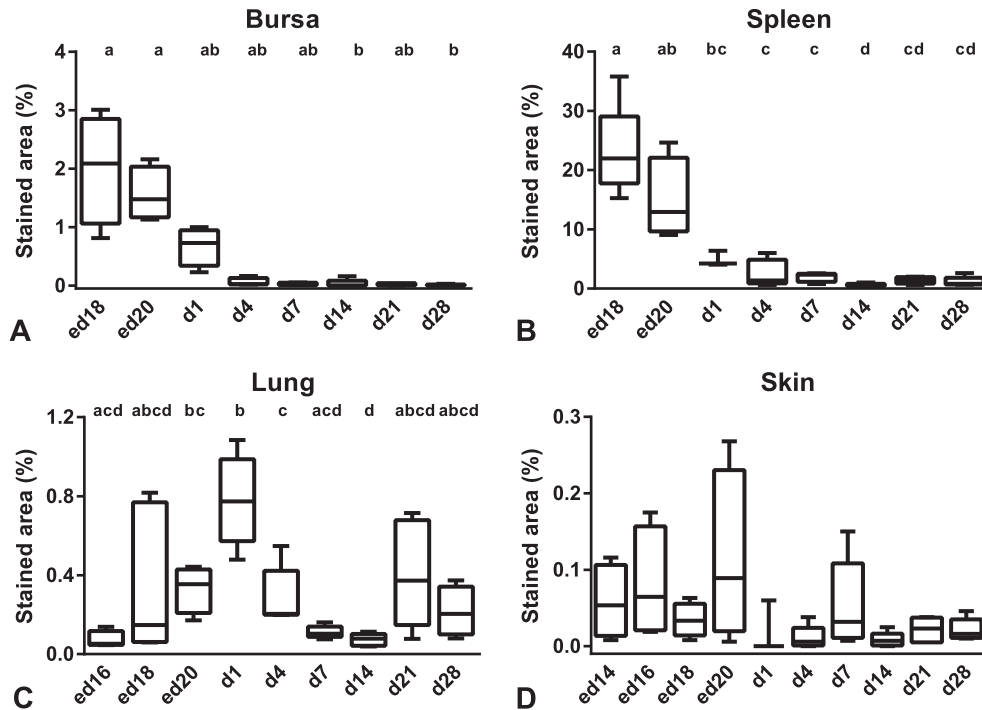 Bursa
a a ab ab ab b ab b
Stained area (%)
4
3
2
1
0
ed18 ed20 d1 d4 d7 d14 d21 d28
A
Spleen
a ab bc c c d cd cd
Stained area (%)
40
30
20
10
0
ed18 ed20 d1 d4 d7 d14 d21 d28
B
Lung
acd abcd bc b c acd d abcd abcd
Stained area (%)
1.2
0.8
0.4
0.0
ed16 ed18 ed20 d1 d4 d7 d14 d21 d28
C
Skin
Stained area (%)
0.3
0.2
0.1
0.0
ed14 ed16 ed18 ed20 d1 d4 d7 d14 d21 d28
D